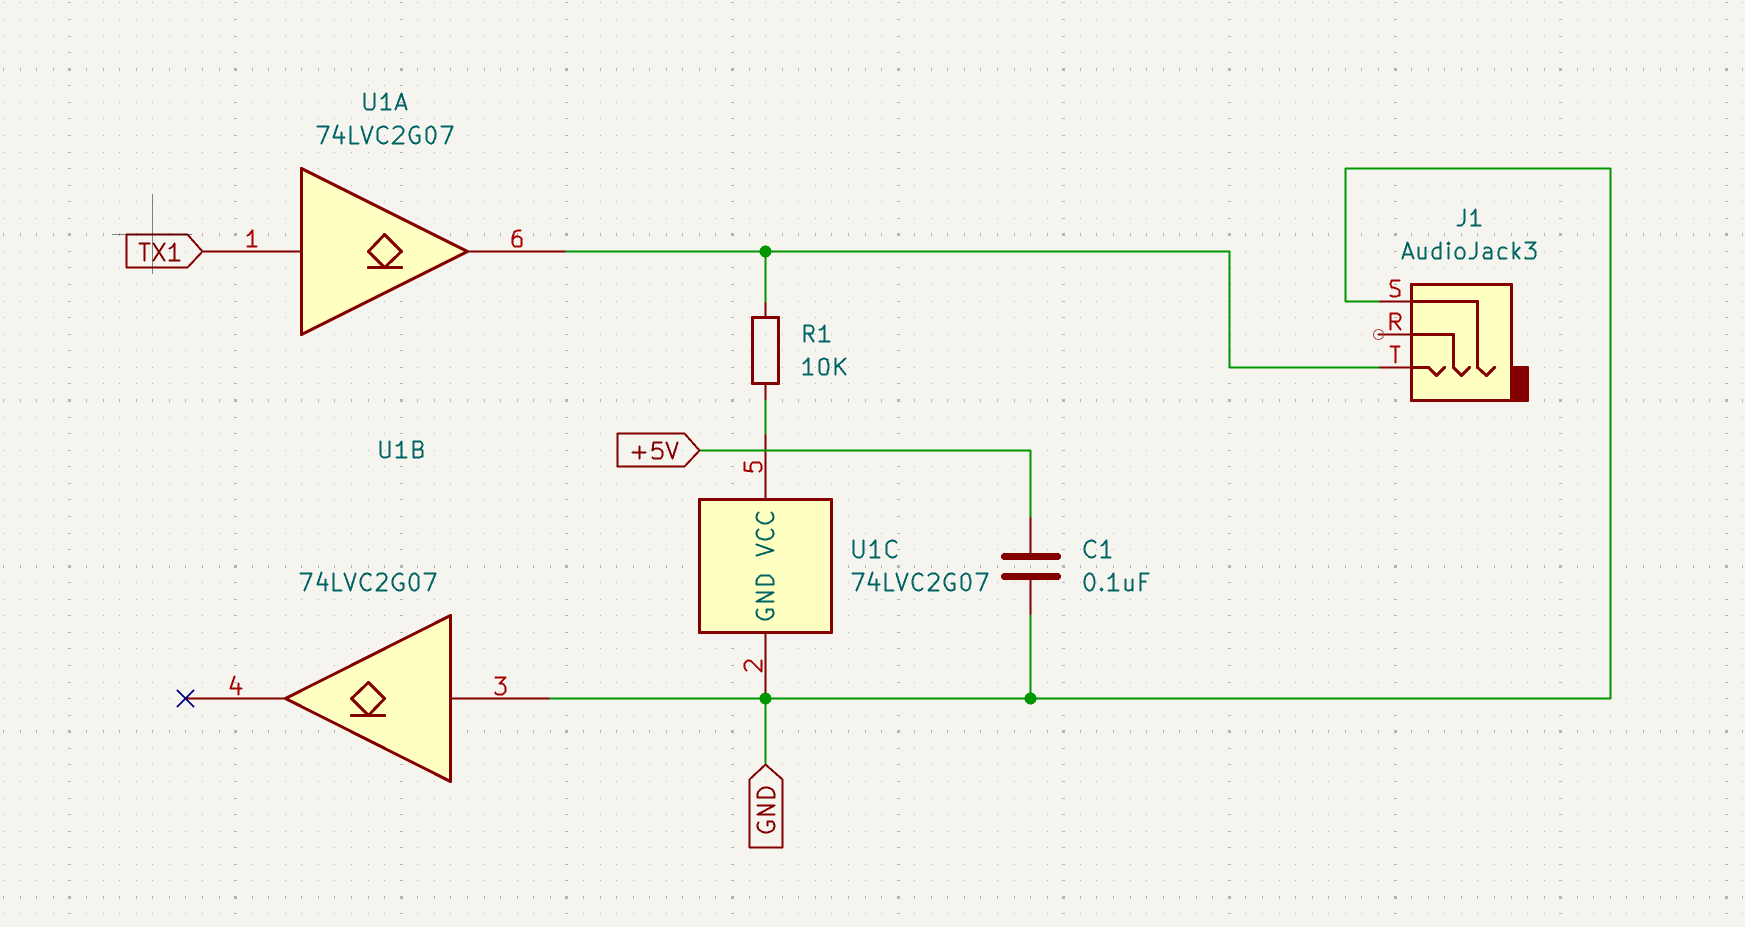 U1A
74LVC2G07
TX1
1
6
J1
AudioJack3
S
R
T
R1
10K
U1B
+5V
5
VCC
GND
U1C
74LVC2G07
C1
0.1uF
74LVC2G07
2
4
3
GND